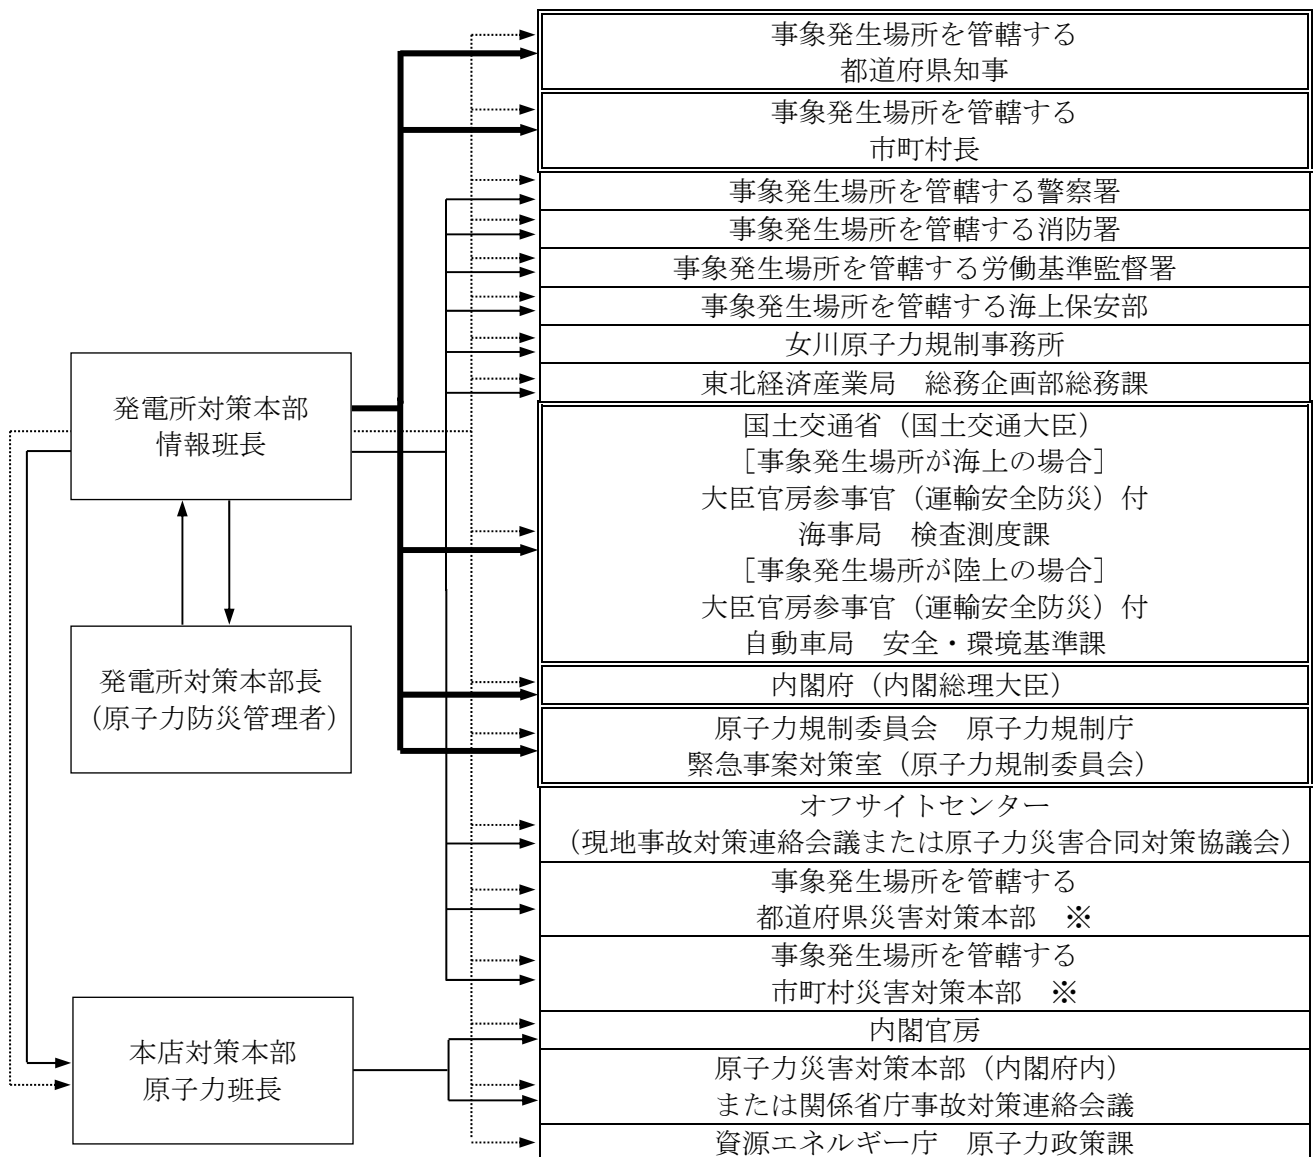 事象発生場所を管轄する
都道府県知事
事象発生場所を管轄する
市町村長
事象発生場所を管轄する警察署
事象発生場所を管轄する消防署
事象発生場所を管轄する労働基準監督署
事象発生場所を管轄する海上保安部
女川原子力規制事務所
東北経済産業局　総務企画部総務課
国土交通省（国土交通大臣）
［事象発生場所が海上の場合］
大臣官房参事官（運輸安全防災）付
海事局　検査測度課
［事象発生場所が陸上の場合］
大臣官房参事官（運輸安全防災）付
自動車局　安全・環境基準課
内閣府（内閣総理大臣）
原子力規制委員会　原子力規制庁
緊急事案対策室（原子力規制委員会）
オフサイトセンター
（現地事故対策連絡会議または原子力災害合同対策協議会）
事象発生場所を管轄する
都道府県災害対策本部　※
事象発生場所を管轄する
市町村災害対策本部　※
内閣官房
原子力災害対策本部（内閣府内）
または関係省庁事故対策連絡会議
資源エネルギー庁　原子力政策課
発電所対策本部
情報班長
発電所対策本部長
（原子力防災管理者）
本店対策本部
原子力班長